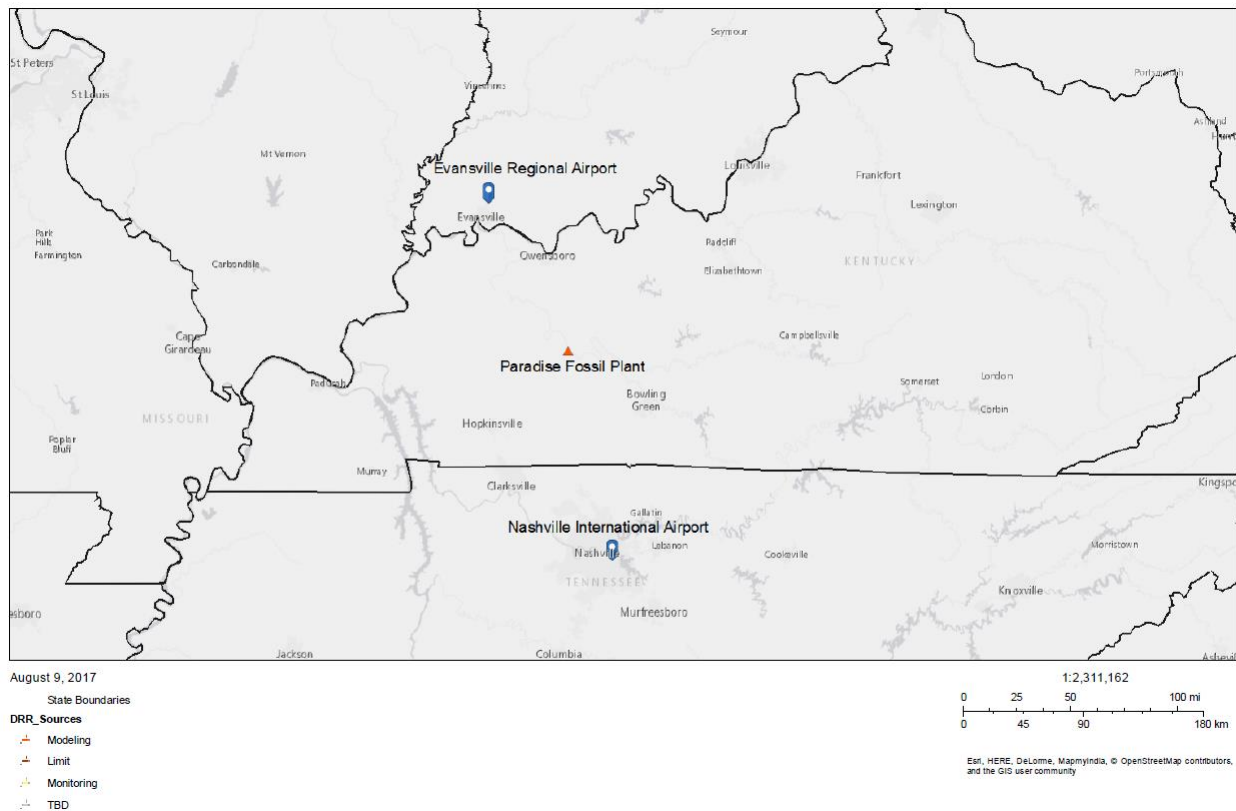 Seymour
St Peters
St Louis
Vincennes
Portsmouth
Ashland
Mt Vernon
Evansville Regional Airport
Louisville
Frankfort
Lexington
Evansville
Park
Hills
Farmington
Carbondale
Owensboro
Radcliff
Elizabethtown
KENTUCKY
Cape
Girardeau
Campbellsville
Paradise Fossil Plant
Paducah
Bowling
Green
Somerset
London
Corbin
MISSOURI
Hopkinsville
Poplar
Bluff
Murray
Clarksville
Kingspo
Gallatin
Nashville International Airport
Nashville
Lebanon
Cookeville
Morristown
TENNESSEE
Knoxville
esboro
Murfreesboro
Jackson
Columbia
Ashevil
August 9, 2017
State Boundaries
DRR_Sources
Modeling
Limit
Monitoring
TBD
1:2,311,162
0 25 50 100 mi
0 45 90 180 km
Esri, HERE, DeLorme, MapmyIndia, © OpenStreetMap contributors,
and the GIS user community